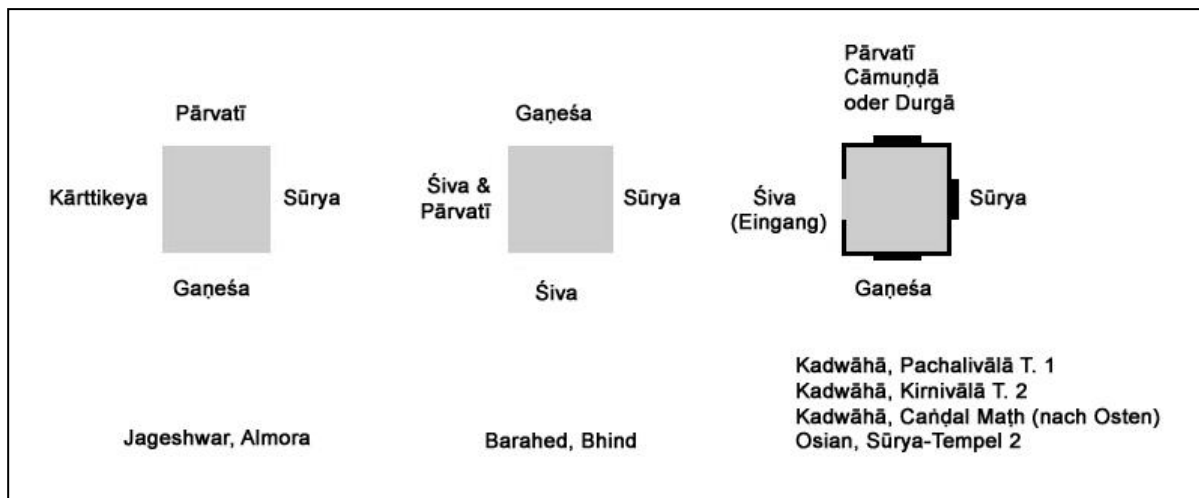 Pārvatī
Kārttikeya
Sūrya
Gaṇeśa
Jageshwar, Almora
Gaṇeśa
Śiva &
Pārvatī
Sūrya
Śiva
Barahed, Bhind
Pārvatī
Cāmuṇḍā
oder Durgā
Śiva
(Eingang)
Sūrya
Gaṇeśa
Kadwāhā, Pachalivālā T. 1
Kadwāhā, Kirnivālā T. 2
Kadwāhā, Caṅḍal Maṭh (nach Osten)
Osian, Sūrya-Tempel 2